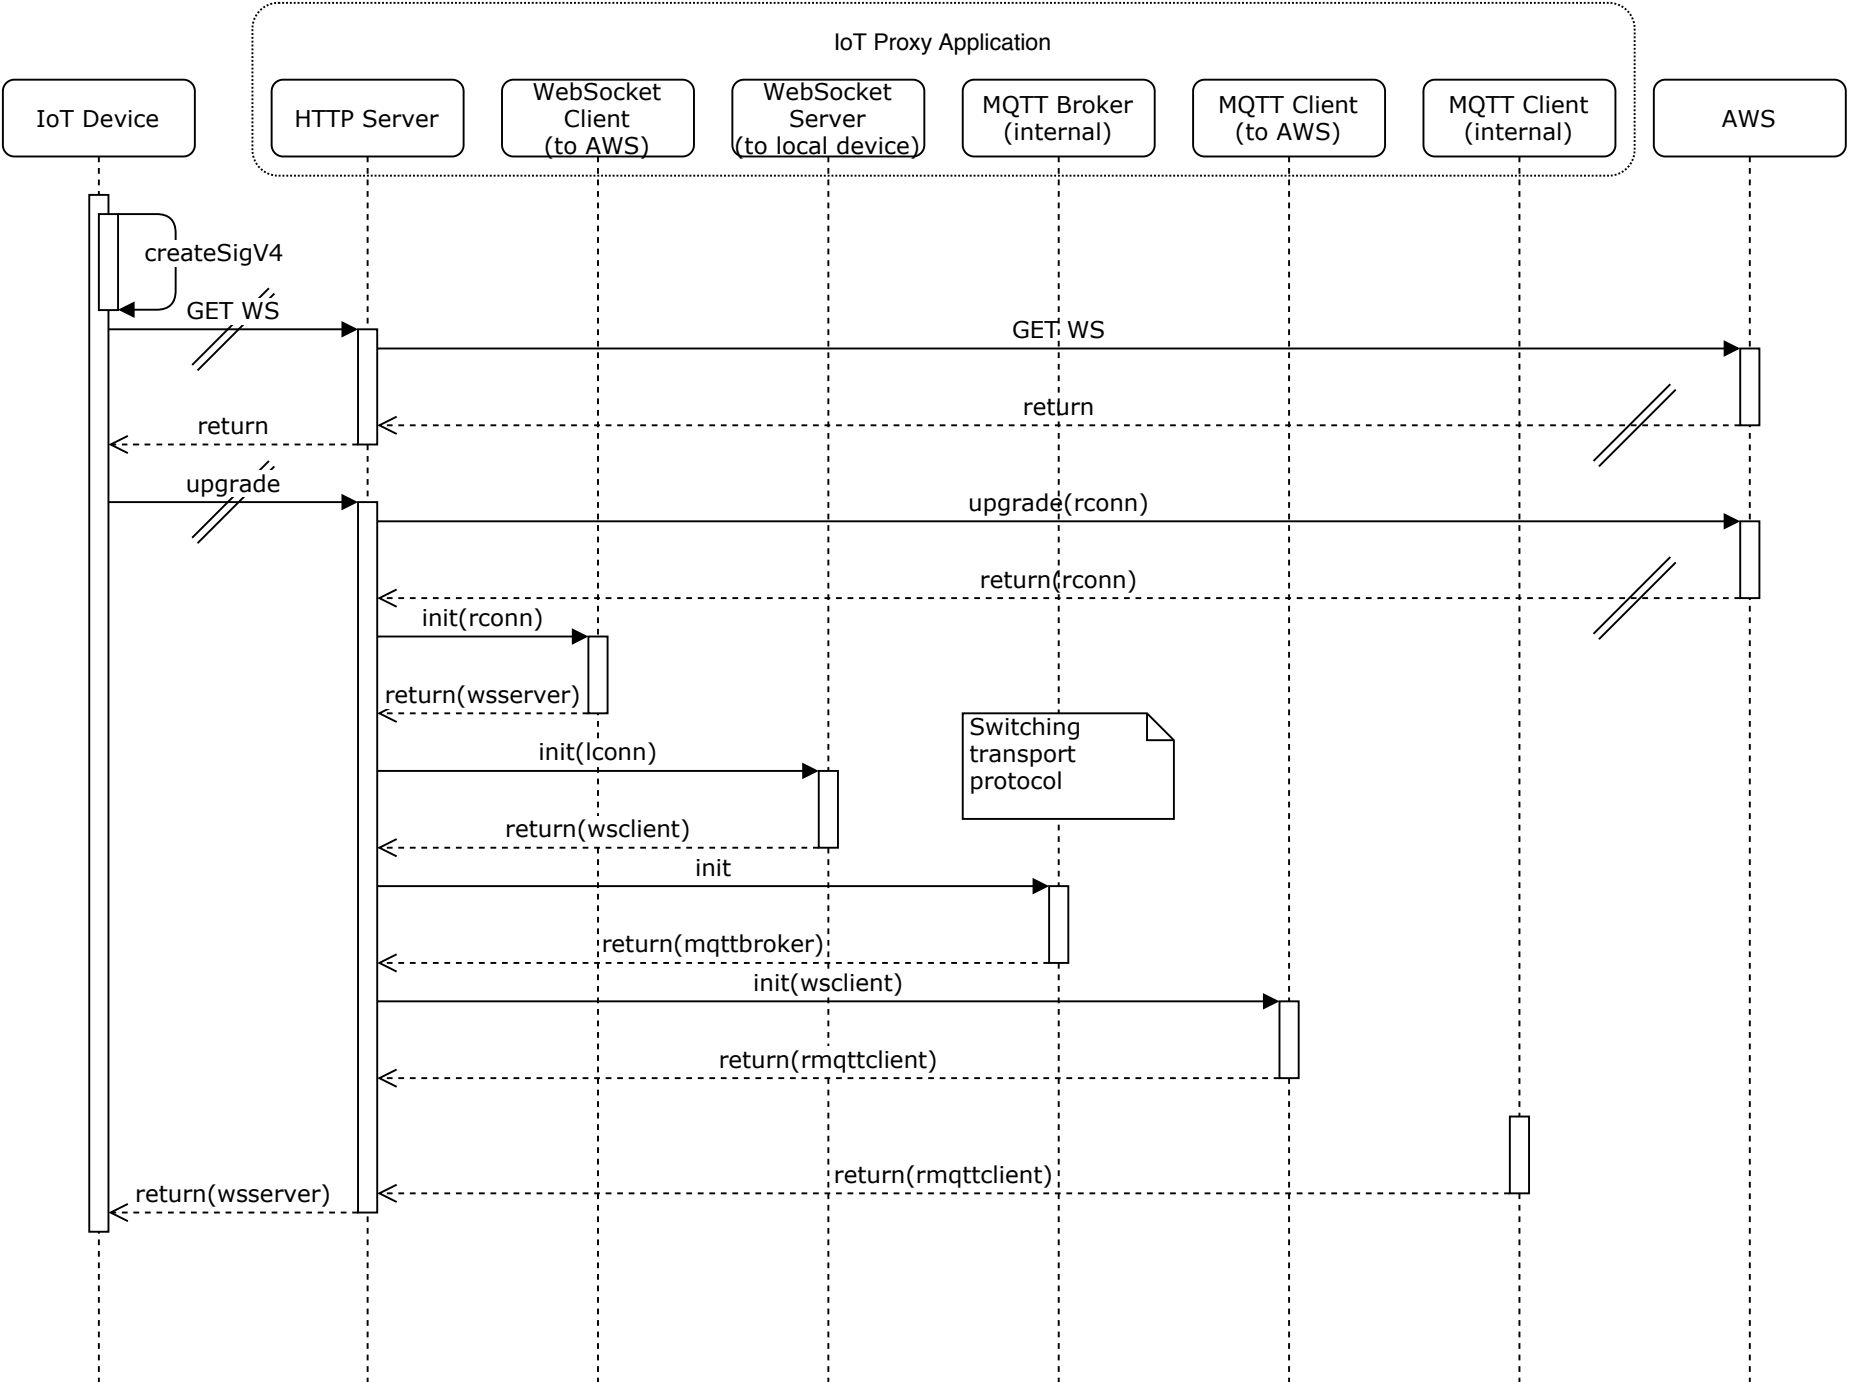 IoT Proxy Application
IoT Device
HTTP Server
WebSocket
Client
(to AWS)
WebSocket
Server
(to local device)
MQTT Broker
(internal)
MQTT Client
(to AWS)
MQTT Client
(internal)
AWS
createSigV4
GET WS
GET WS
return
return
upgrade
upgrade(rconn)
return(rconn)
init(rconn)
return(wsserver)
Switching
transport
protocol
init(lconn)
return(wsclient)
init
return(mqttbroker)
init(wsclient)
return(rmqttclient)
return(rmqttclient)
return(wsserver)